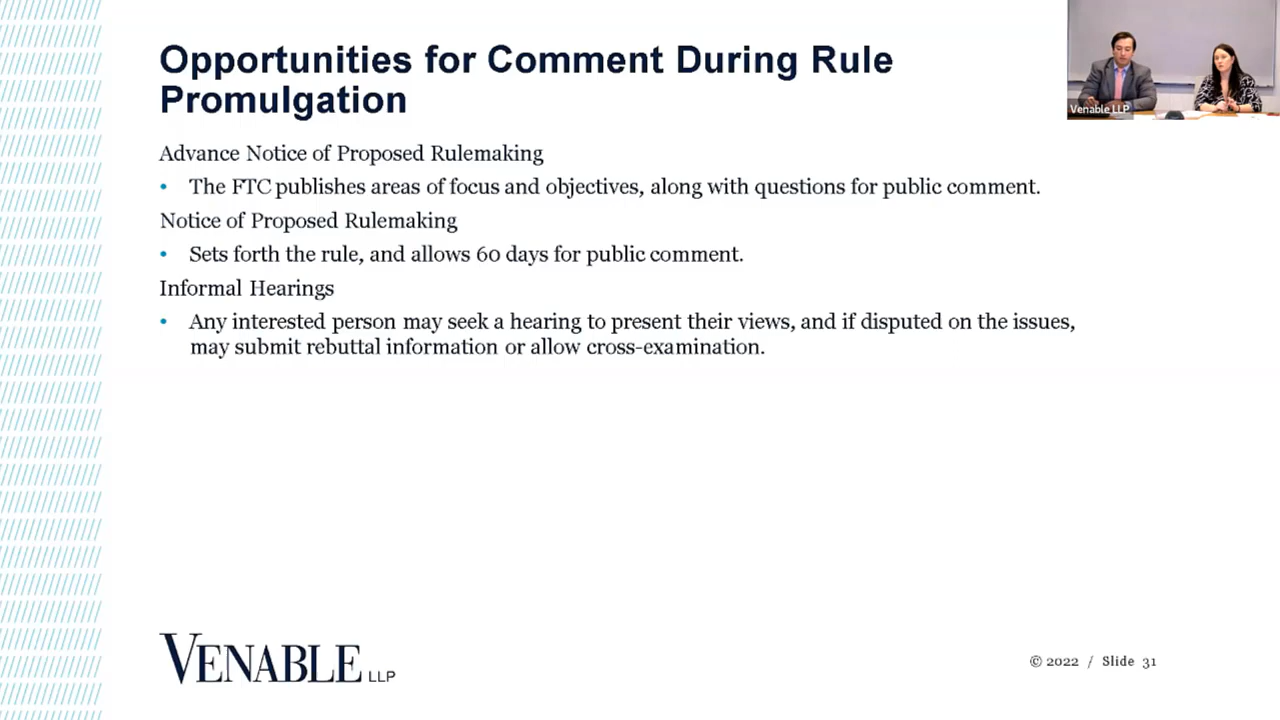 Opportunities for Comment During Rule
Promulgation
Venable LLP
Advance Notice of Proposed Rulemaking
• The FTC publishes areas of focus and objectives, along with questions for public comment.
Notice of Proposed Rulemaking
• Sets forth the rule, and allows 60 days for public comment.
Informal Hearings
• Any interested person may seek a hearing to present their views, and if disputed on the issues,
may submit rebuttal information or allow cross-examination.
VENABLE LLP
© 2022 / Slide 31